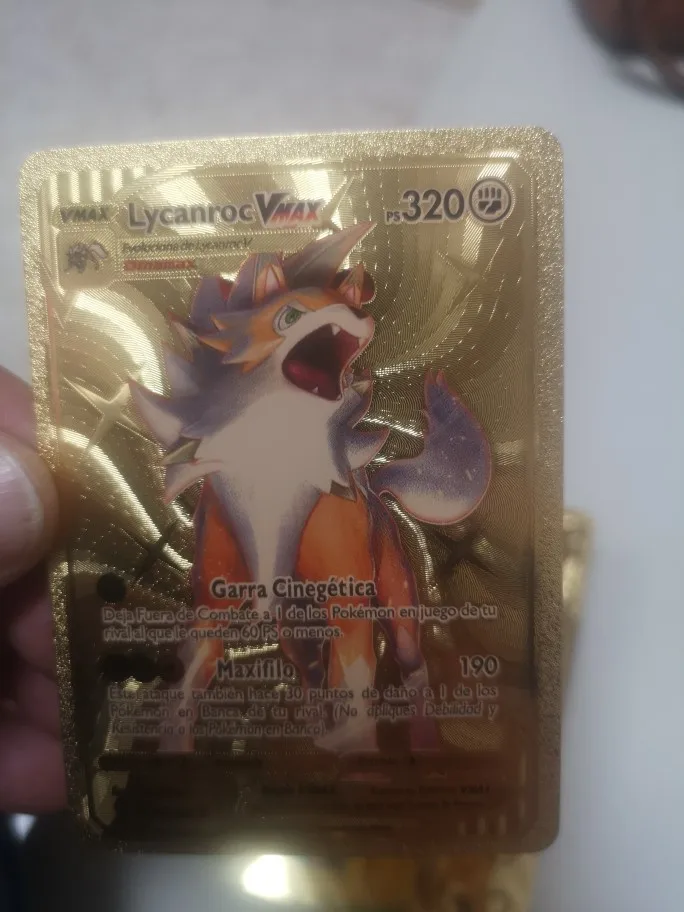 VMAX Lycanroc VMAX PS 320
Evoluciona de Lycanroc V
Garra Cinegética
Deja Fuera de Combate a 1 de los Pokémon en juego de tu
rival al que le queden 60 PS o menos.
Maxifilo 190
Este ataque también hace 30 puntos de daño a 1 de los
Pokémon en Banca de tu rival. (No apliques Debilidad y
Resistencia a los Pokémon en Banca).